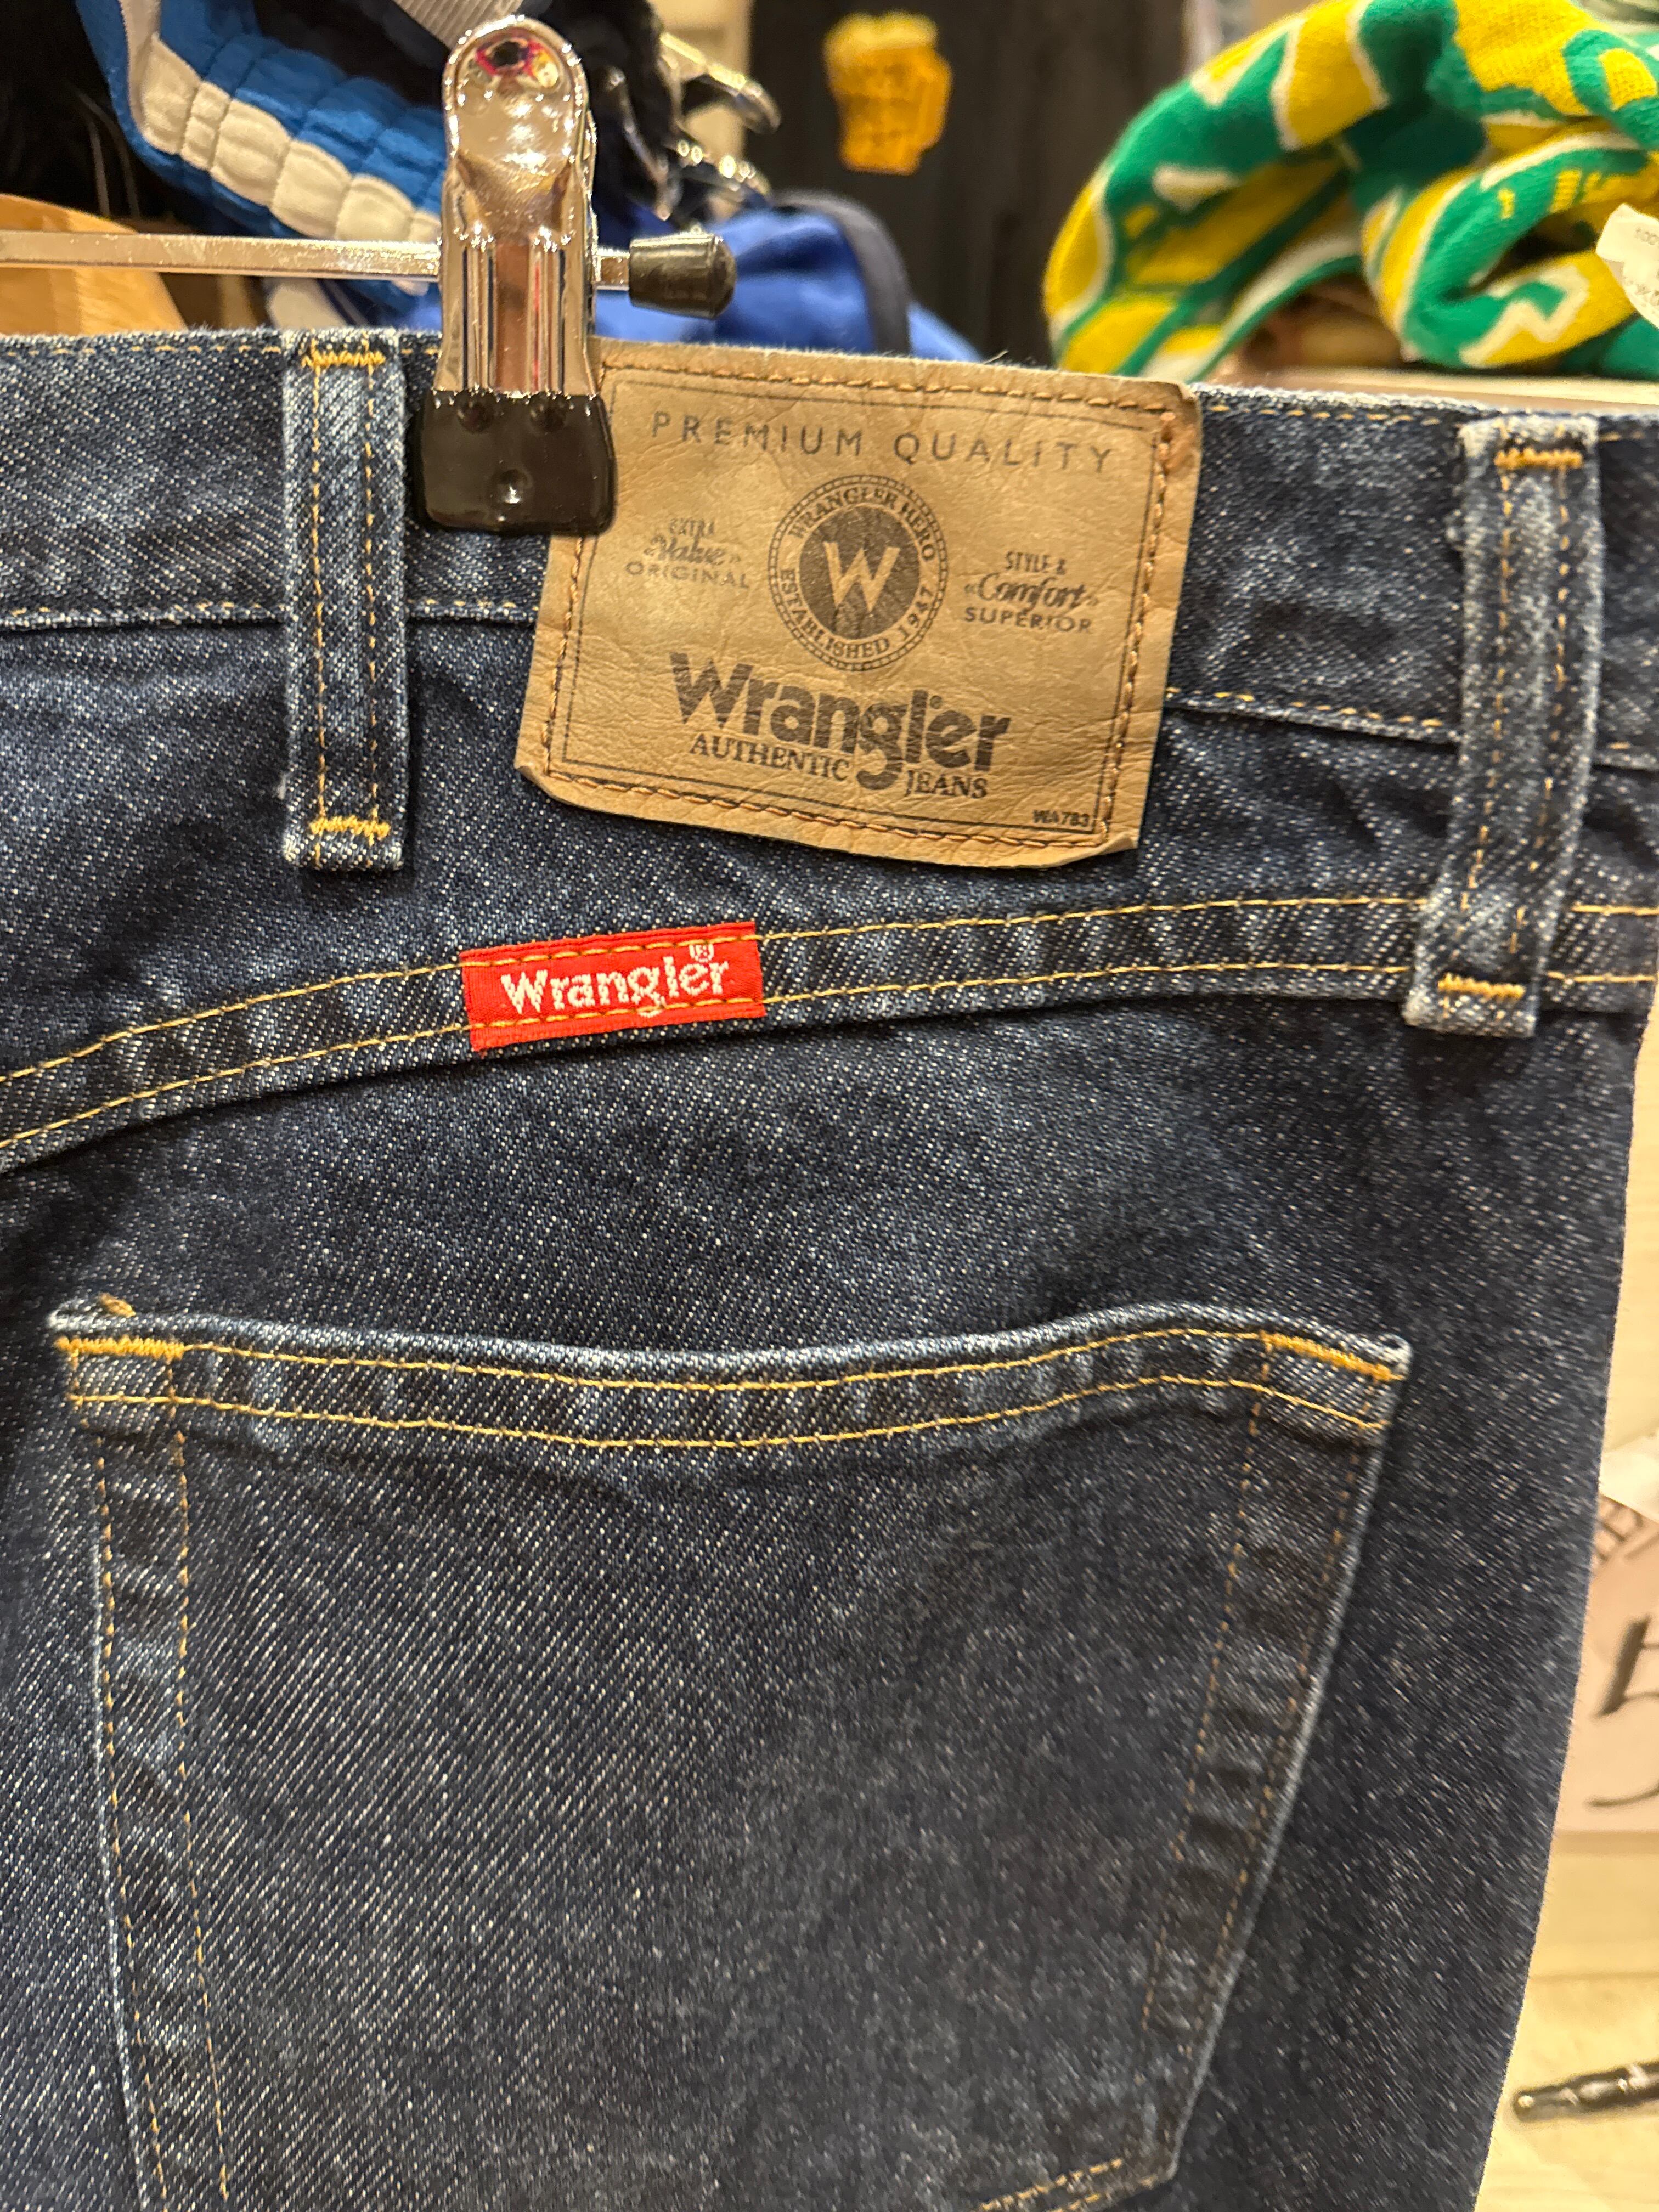 PREMIUM QUALITY
WRANGLER HERO
ESTABLISHED 1947
W
EXTRA
Value
ORIGINAL
STYLE &
Comfort
SUPERIOR
Wrangler
AUTHENTIC JEANS
WA783
Wrangler®